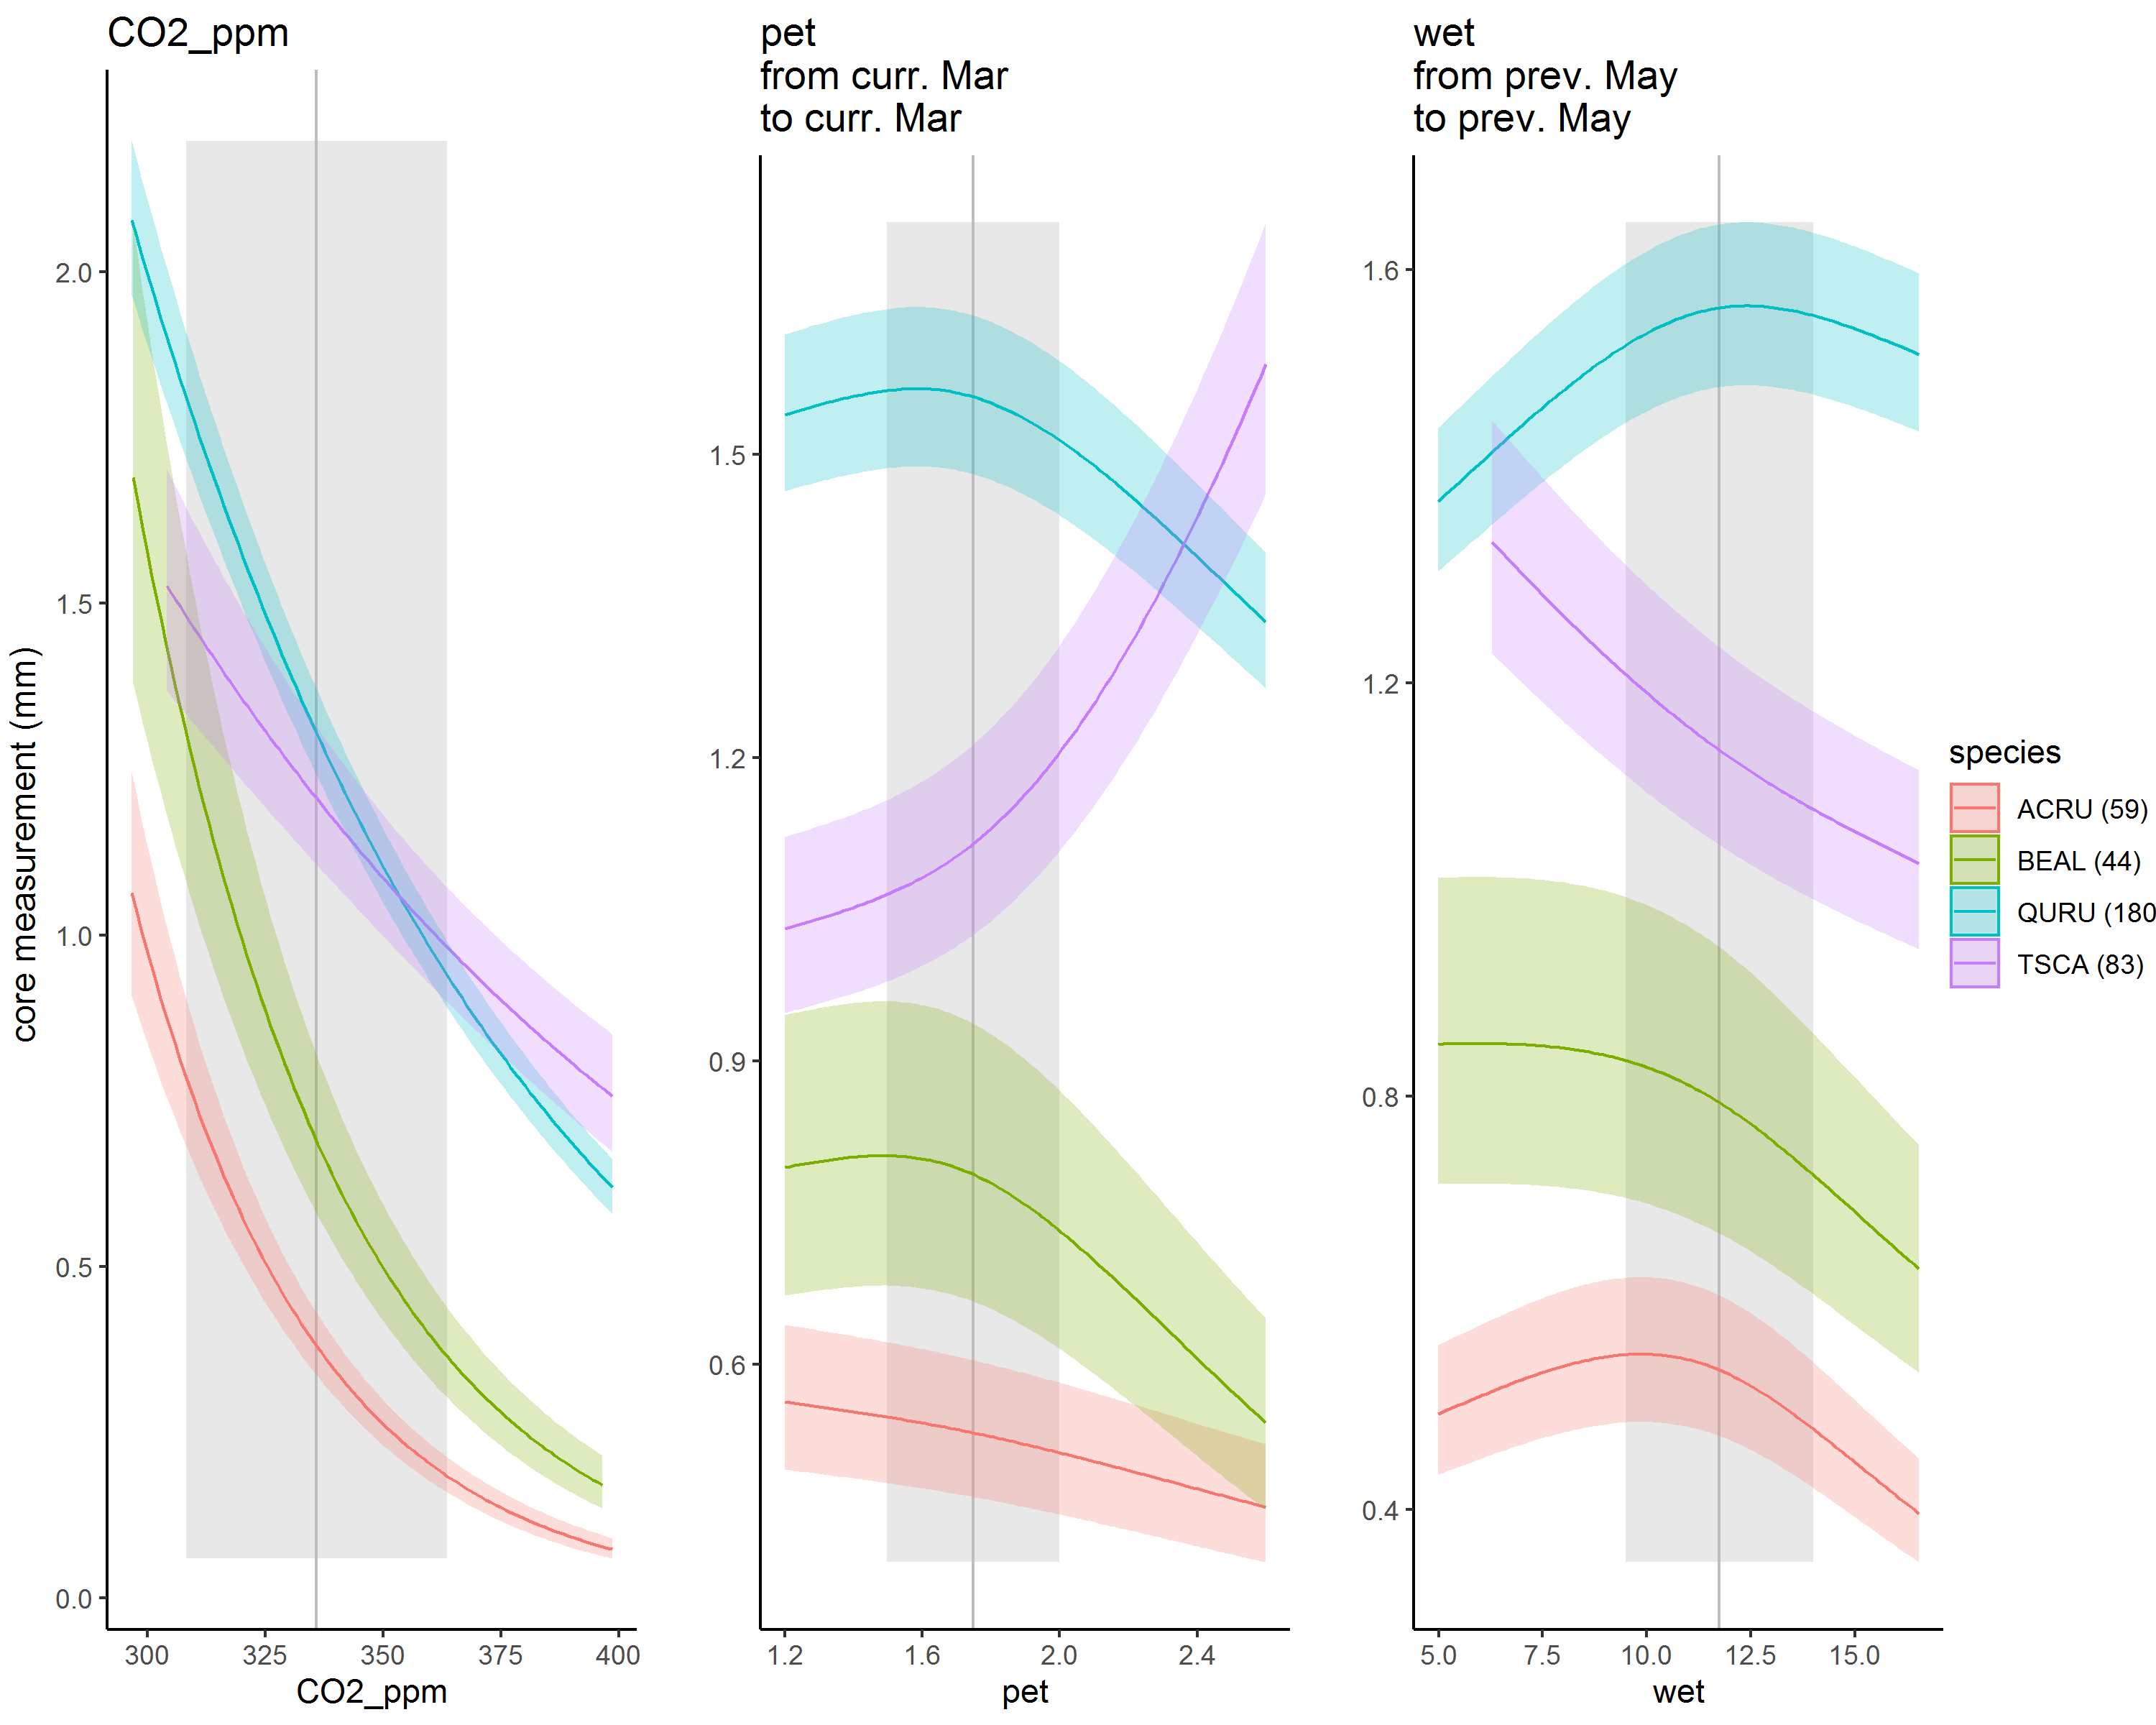 CO2_ppm
pet
from curr. Mar
to curr. Mar
wet
from prev. May
to prev. May
core measurement (mm)
2.0
1.5
1.0
0.5
0.0
300 325 350 375 400
CO2_ppm
1.5
1.2
0.9
0.6
1.2 1.6 2.0 2.4
pet
1.6
1.2
0.8
0.4
5.0 7.5 10.0 12.5 15.0
wet
species
ACRU (59)
BEAL (44)
QURU (180
TSCA (83)